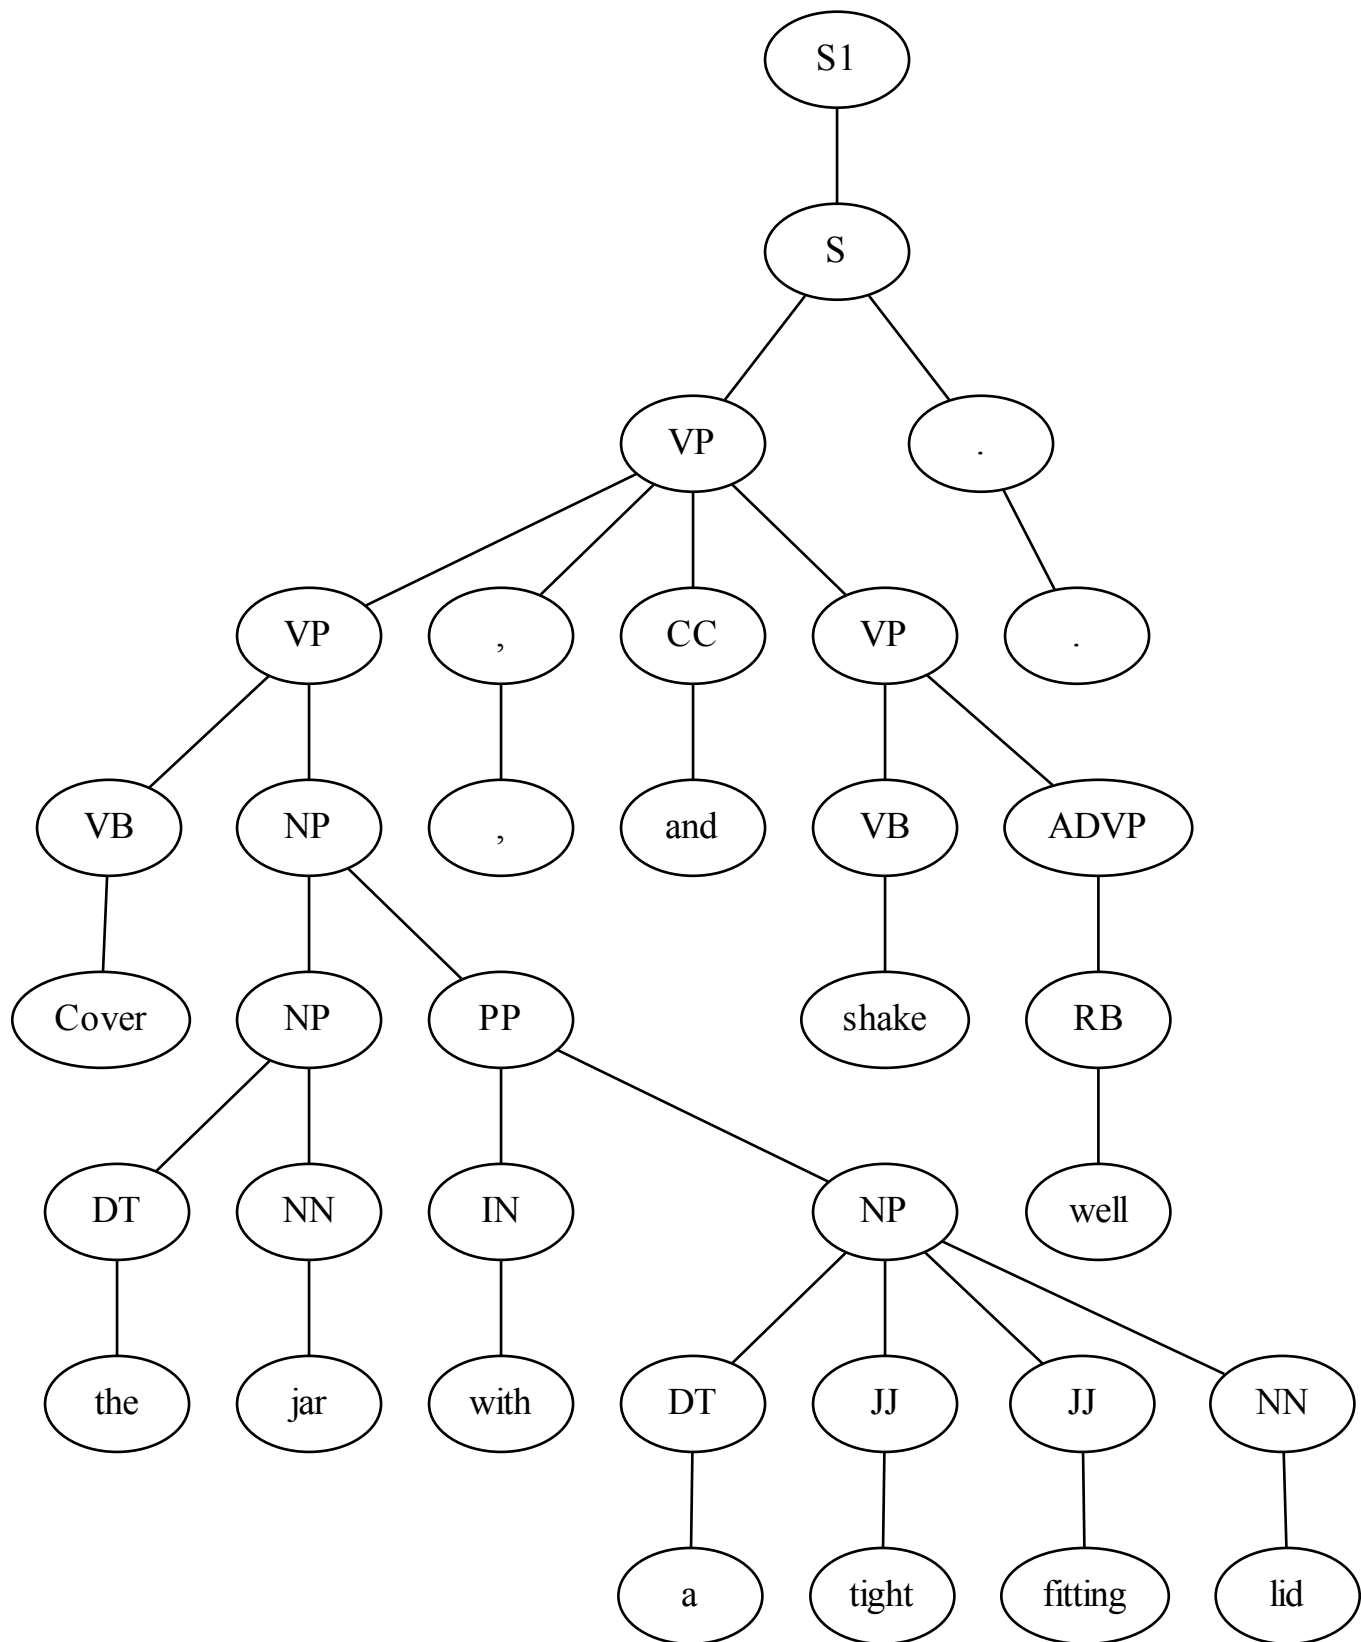 S1
S
VP .
VP , CC VP .
VB NP , and VB ADVP
Cover NP PP shake RB
DT NN IN NP well
the jar with DT JJ JJ NN
a tight fitting lid